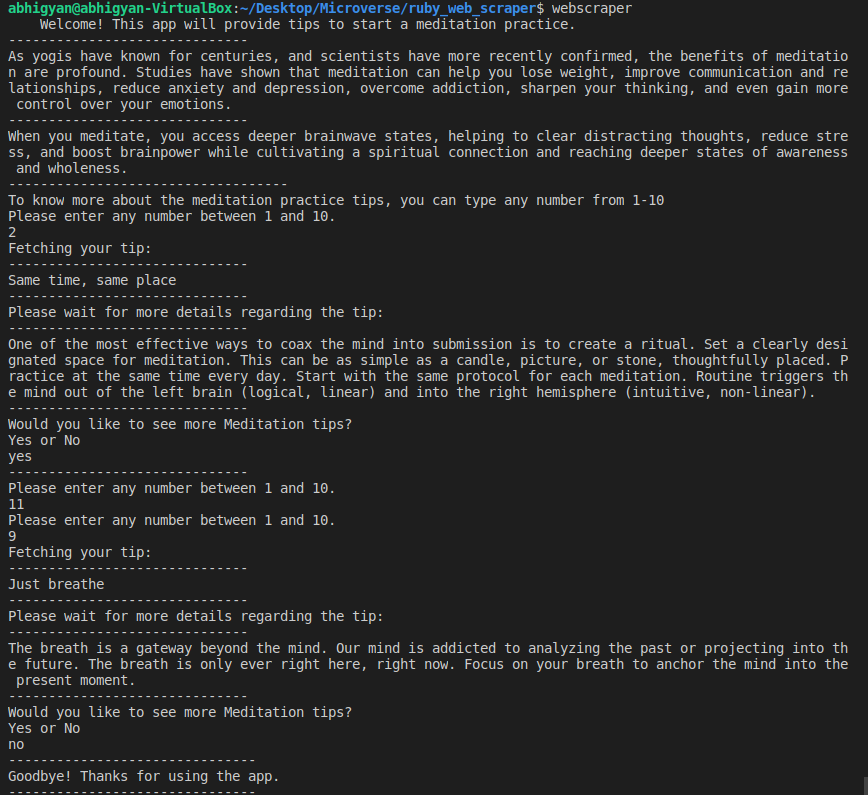 abhigyan@abhigyan-VirtualBox:~/Desktop/Microverse/ruby_web_scraper$ webscraper
    Welcome! This app will provide tips to start a meditation practice.
------------------------------
As yogis have known for centuries, and scientists have more recently confirmed, the benefits of meditatio
n are profound. Studies have shown that meditation can help you lose weight, improve communication and re
lationships, reduce anxiety and depression, overcome addiction, sharpen your thinking, and even gain more
 control over your emotions.
------------------------------
When you meditate, you access deeper brainwave states, helping to clear distracting thoughts, reduce stre
ss, and boost brainpower while cultivating a spiritual connection and reaching deeper states of awareness
 and wholeness.
-----------------------------------
To know more about the meditation practice tips, you can type any number from 1-10
Please enter any number between 1 and 10.
2
Fetching your tip:
------------------------------
Same time, same place
------------------------------
Please wait for more details regarding the tip:
------------------------------
One of the most effective ways to coax the mind into submission is to create a ritual. Set a clearly desi
gnated space for meditation. This can be as simple as a candle, picture, or stone, thoughtfully placed. P
ractice at the same time every day. Start with the same protocol for each meditation. Routine triggers th
e mind out of the left brain (logical, linear) and into the right hemisphere (intuitive, non-linear).
------------------------------
Would you like to see more Meditation tips?
Yes or No
yes
------------------------------
Please enter any number between 1 and 10.
11
Please enter any number between 1 and 10.
9
Fetching your tip:
------------------------------
Just breathe
------------------------------
Please wait for more details regarding the tip:
------------------------------
The breath is a gateway beyond the mind. Our mind is addicted to analyzing the past or projecting into th
e future. The breath is only ever right here, right now. Focus on your breath to anchor the mind into the
 present moment.
------------------------------
Would you like to see more Meditation tips?
Yes or No
no
-------------------------------
Goodbye! Thanks for using the app.
-------------------------------